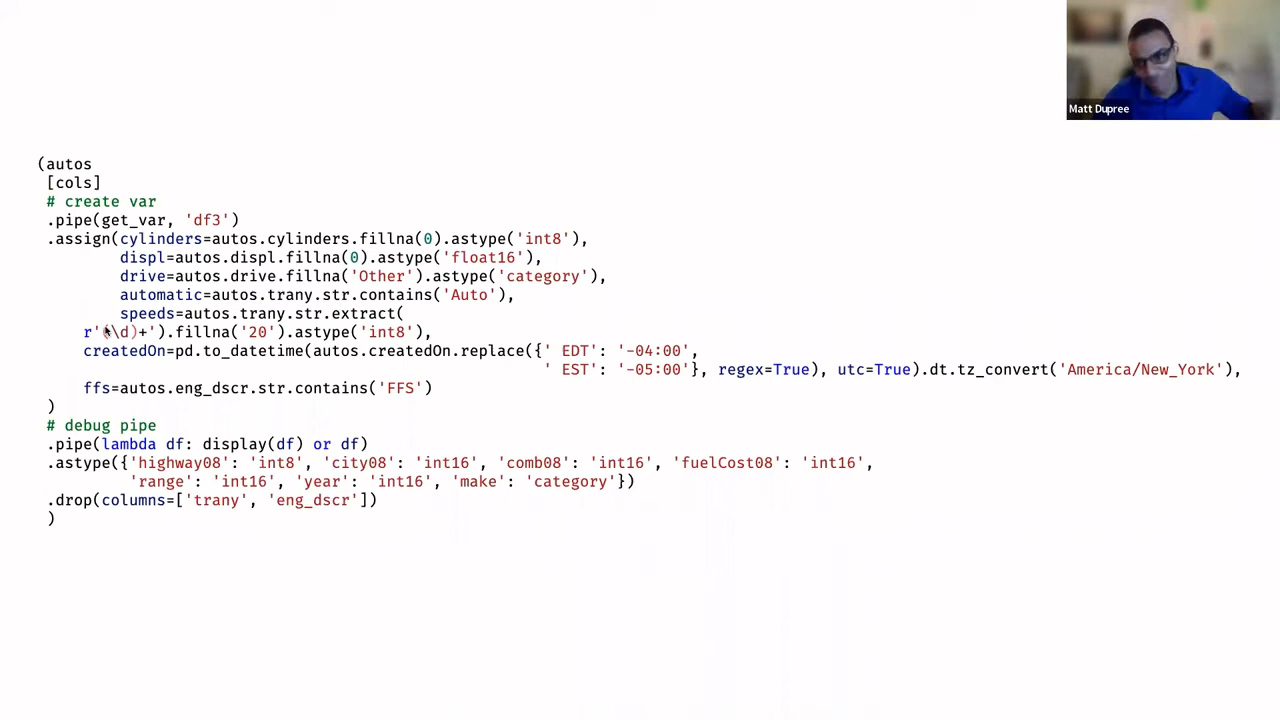 Matt Dupree
(autos
[cols]
# create var
.pipe(get_var, 'df3')
.assign(cylinders=autos.cylinders.fillna(0).astype('int8'),
displ=autos.displ.fillna(0).astype('float16'),
drive=autos.drive.fillna('Other').astype('category'),
automatic=autos.trany.str.contains('Auto'),
speeds=autos.trany.str.extract(
r'(\d)+').fillna('20').astype('int8'),
createdOn=pd.to_datetime(autos.createdOn.replace({' EDT': '-04:00',
' EST': '-05:00'}, regex=True), utc=True).dt.tz_convert('America/New_York'),
ffs=autos.eng_dscr.str.contains('FFS')
)
# debug pipe
.pipe(lambda df: display(df) or df)
.astype({'highway08': 'int8', 'city08': 'int16', 'comb08': 'int16', 'fuelCost08': 'int16',
'range': 'int16', 'year': 'int16', 'make': 'category'})
.drop(columns=['trany', 'eng_dscr'])
)